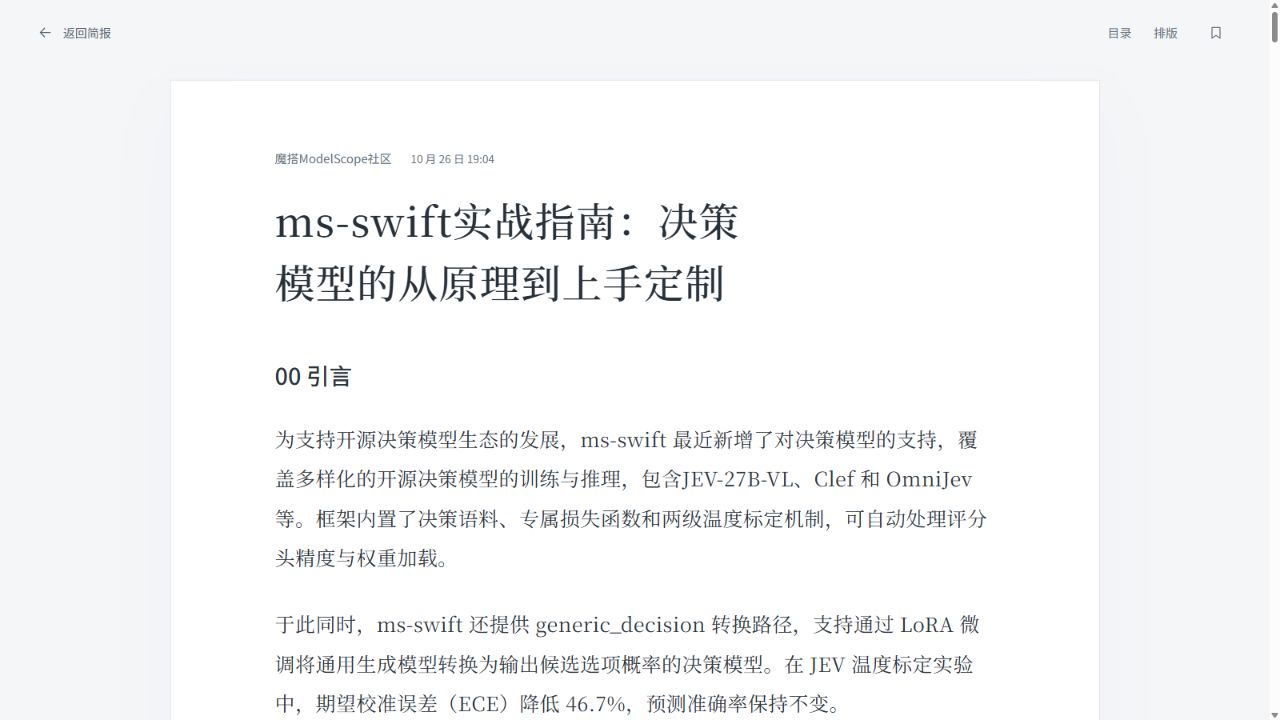 返回简报
目录
排版
魔搭ModelScope社区 10 月 26 日 19:04
ms-swift实战指南：决策
模型的从原理到上手定制
00 引言
为支持开源决策模型生态的发展，ms-swift 最近新增了对决策模型的支持，覆
盖多样化的开源决策模型的训练与推理，包含JEV-27B-VL、Clef 和 OmniJev
等。框架内置了决策语料、专属损失函数和两级温度标定机制，可自动处理评分
头精度与权重加载。
于此同时，ms-swift 还提供 generic_decision 转换路径，支持通过 LoRA 微
调将通用生成模型转换为输出候选选项概率的决策模型。在 JEV 温度标定实验
中，期望校准误差（ECE）降低 46.7%，预测准确率保持不变。